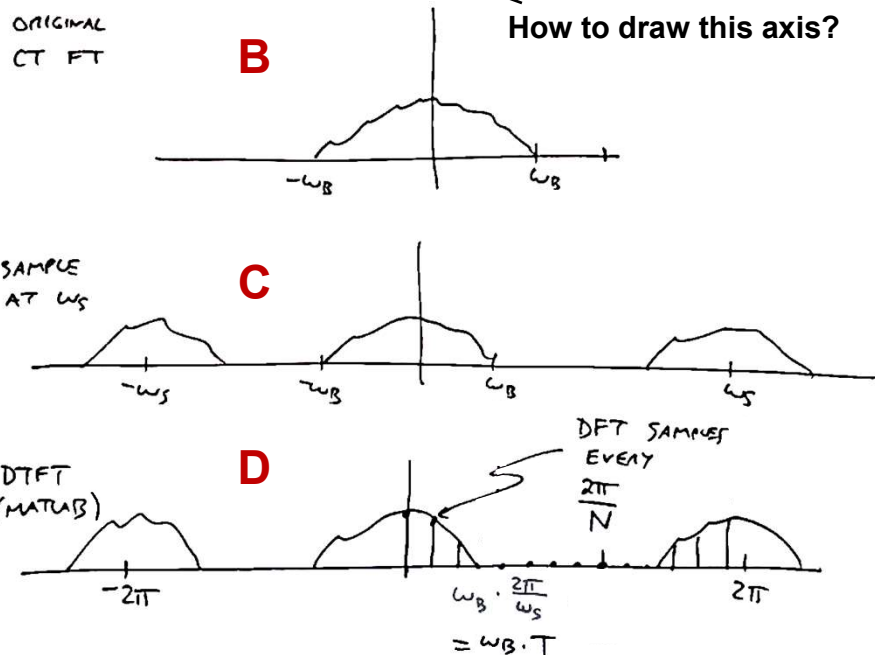 How to draw this axis?
ORIGINAL
CT FT
B
-ωB
ωB
SAMPLE
AT ωS
C
-ωS
-ωB
ωB
ωS
DTFT
(MATLAB)
D
DFT SAMPLES
EVERY
2π
N
-2π
ωB · 2π/ωS
2π
= ωB · T